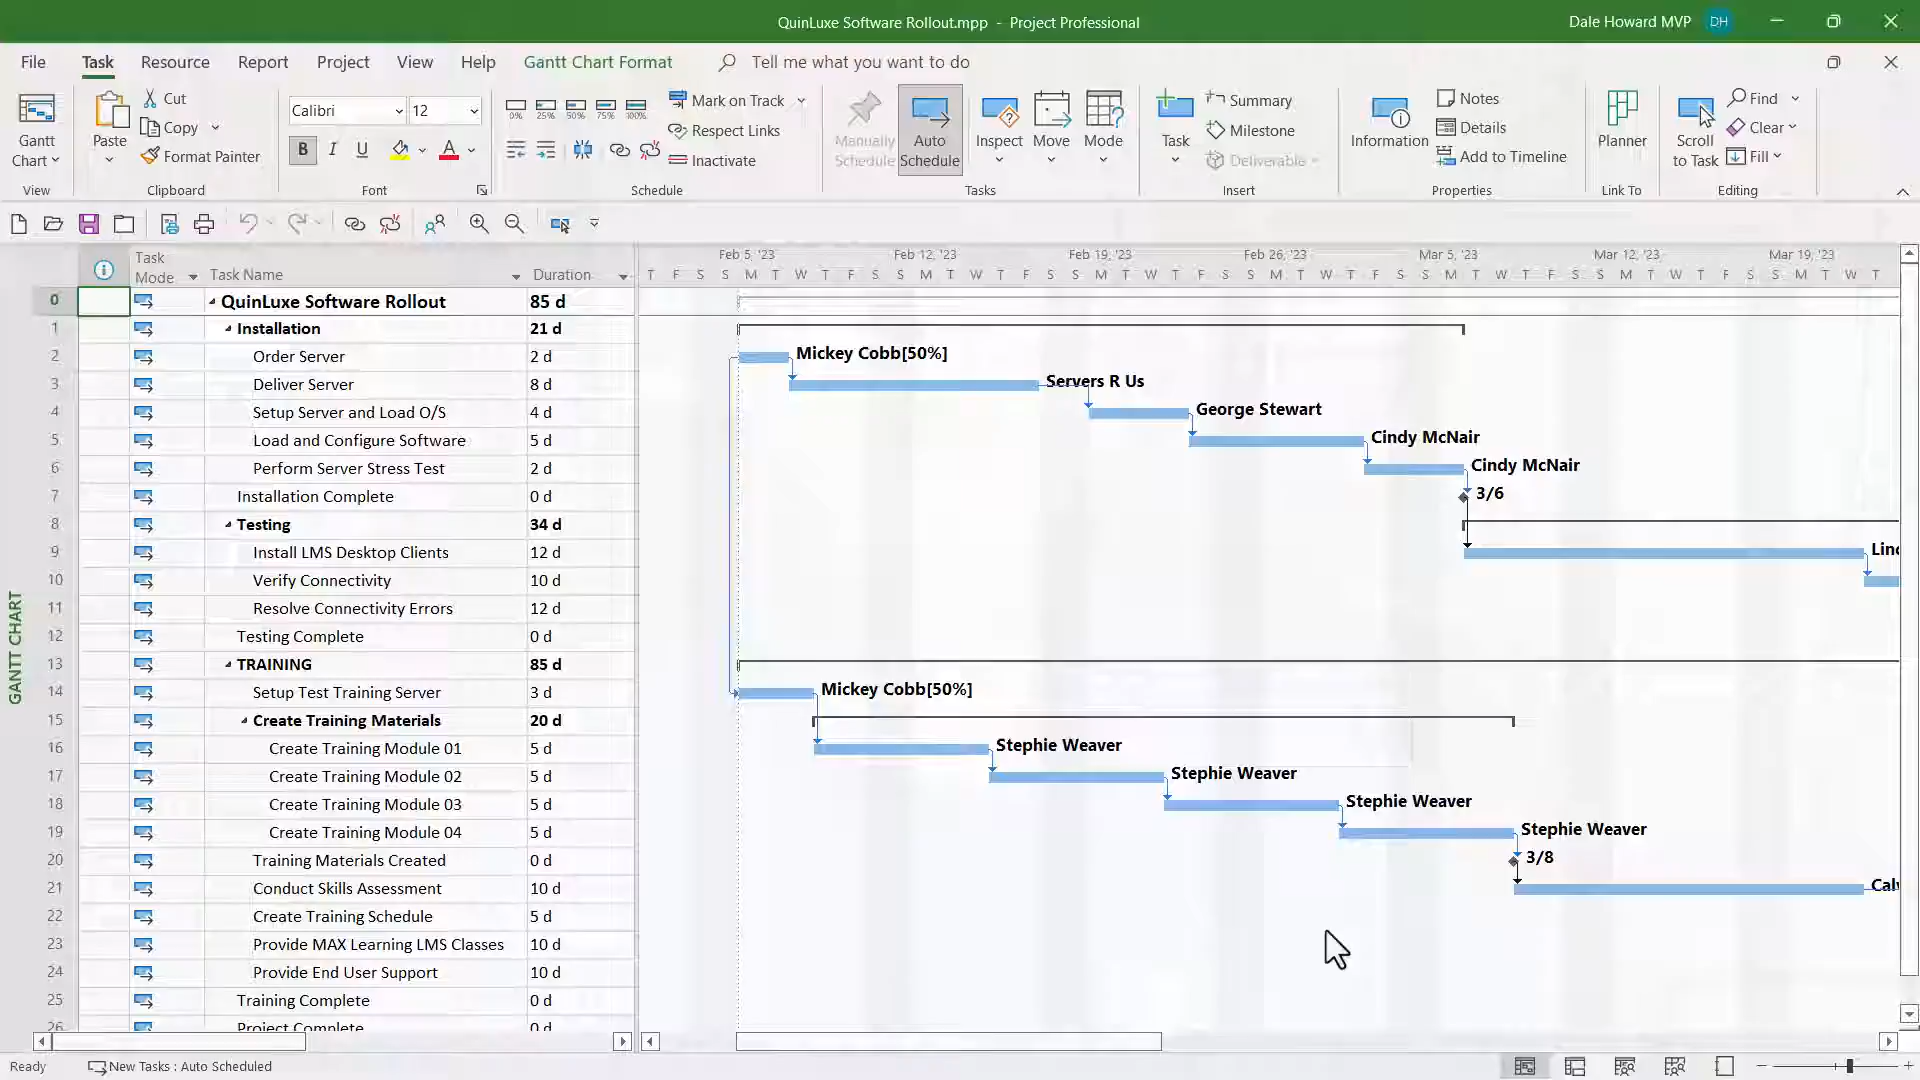 QuinLuxe Software Rollout.mpp - Project Professional
Dale Howard MVP DH
File Task Resource Report Project View Help Gantt Chart Format Tell me what you want to do
Gantt Chart
View
Paste
Cut
Copy
Format Painter
Clipboard
Calibri 12
B I U A
Font
0% 25% 50% 75% 100%
Mark on Track
Respect Links
Inactivate
Schedule
Manually Schedule
Auto Schedule
Inspect
Move
Mode
Tasks
Task
Summary
Milestone
Deliverable
Insert
Information
Notes
Details
Add to Timeline
Properties
Planner
Link To
Scroll to Task
Find
Clear
Fill
Editing
Task Mode Task Name Duration
Feb 5, '23 Feb 12, '23 Feb 19, '23 Feb 26, '23 Mar 5, '23 Mar 12, '23 Mar 19, '23
T F S S M T W T F S S M T W T F S S M T W T F S S M T W T F S S M T W T F S S M T W T F S S M T W T
0 QuinLuxe Software Rollout 85 d
1 Installation 21 d
2 Order Server 2 d Mickey Cobb[50%]
3 Deliver Server 8 d Servers R Us
4 Setup Server and Load O/S 4 d George Stewart
5 Load and Configure Software 5 d Cindy McNair
6 Perform Server Stress Test 2 d Cindy McNair
7 Installation Complete 0 d 3/6
8 Testing 34 d
9 Install LMS Desktop Clients 12 d
10 Verify Connectivity 10 d
11 Resolve Connectivity Errors 12 d
12 Testing Complete 0 d
13 TRAINING 85 d
14 Setup Test Training Server 3 d Mickey Cobb[50%]
15 Create Training Materials 20 d
16 Create Training Module 01 5 d Stephie Weaver
17 Create Training Module 02 5 d Stephie Weaver
18 Create Training Module 03 5 d Stephie Weaver
19 Create Training Module 04 5 d Stephie Weaver
20 Training Materials Created 0 d 3/8
21 Conduct Skills Assessment 10 d
22 Create Training Schedule 5 d
23 Provide MAX Learning LMS Classes 10 d
24 Provide End User Support 10 d
25 Training Complete 0 d
26 Project Complete 0 d
GANTT CHART
Ready New Tasks : Auto Scheduled